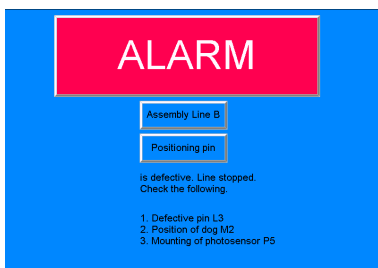 ALARM
Assembly Line B
Positioning pin
is defective. Line stopped.
Check the following.
1. Defective pin L3
2. Position of dog M2
3. Mounting of photosensor P5